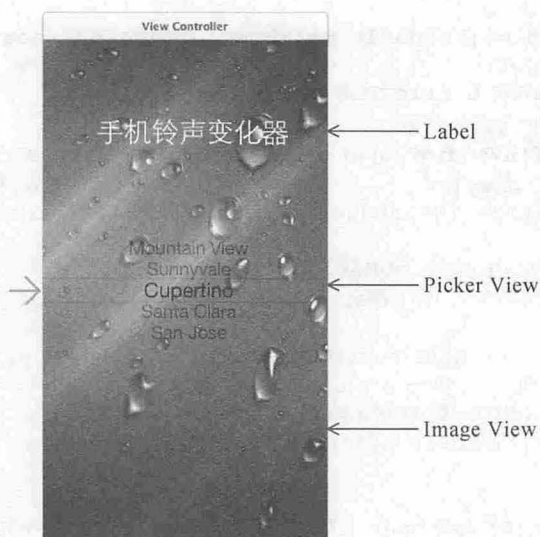 View Controller
手机铃声变化器
Label
Mountain View
Sunnyvale
Cupertino
Santa Clara
San Jose
Picker View
Image View